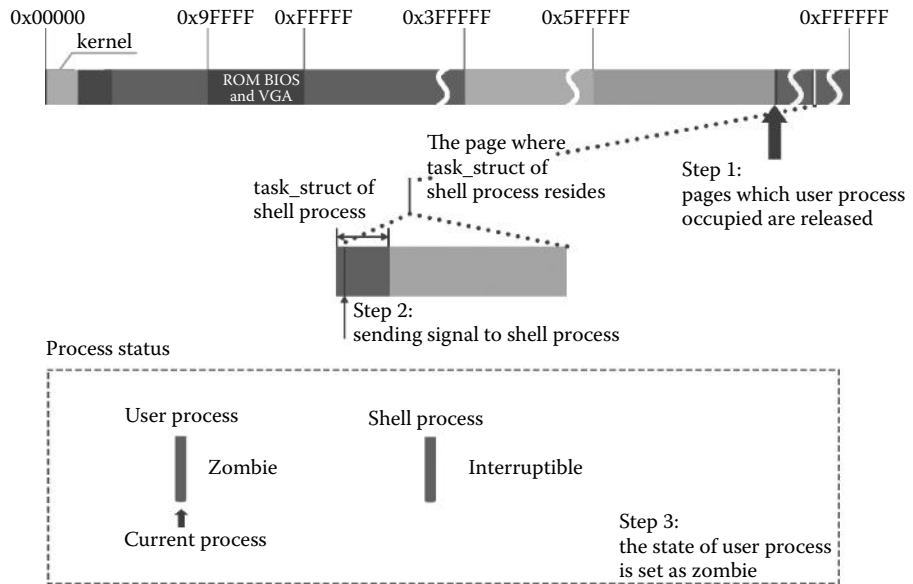 0x00000 0x9FFFF 0xFFFFF 0x3FFFFF 0x5FFFFF 0xFFFFFF
kernel
ROM BIOS
and VGA
The page where
task_struct of
shell process resides
Step 1:
pages which user process
occupied are released
task_struct of
shell process
Step 2:
sending signal to shell process
Process status
User process
Zombie
Current process
Shell process
Interruptible
Step 3:
the state of user process
is set as zombie